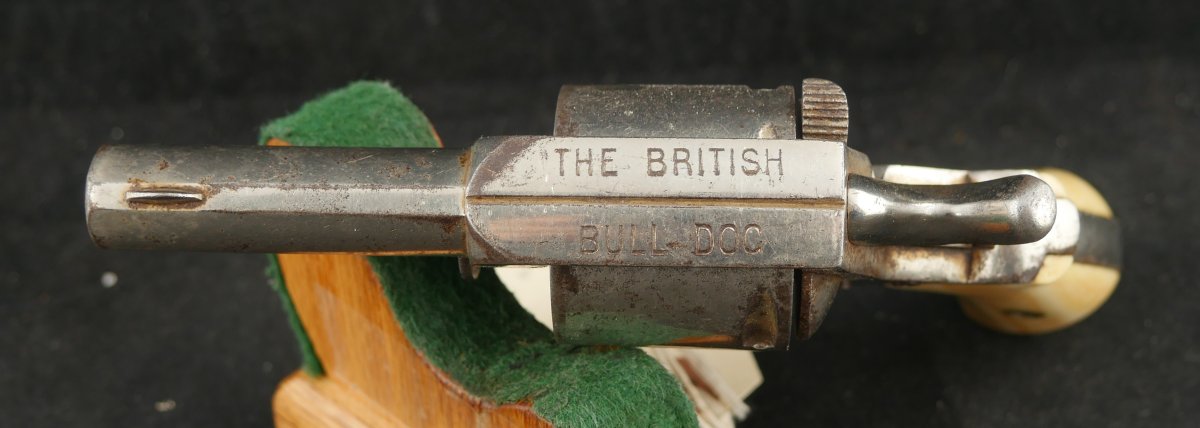 THE BRITISH
BULL-DOG